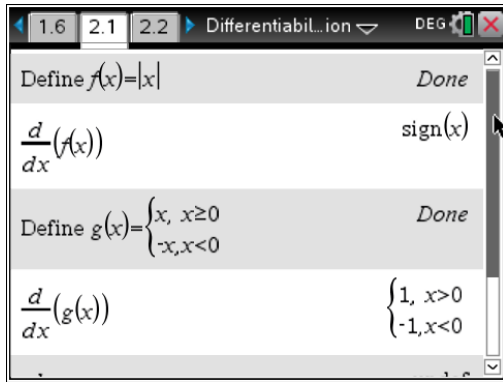 1.6 2.1 2.2 Differentiabil...ion DEG
Define f(x)=|x| Done
d/dx(f(x)) sign(x)
Define g(x)={x, x≥0 Done
-x,x<0
d/dx(g(x)) {1, x>0
-1,x<0